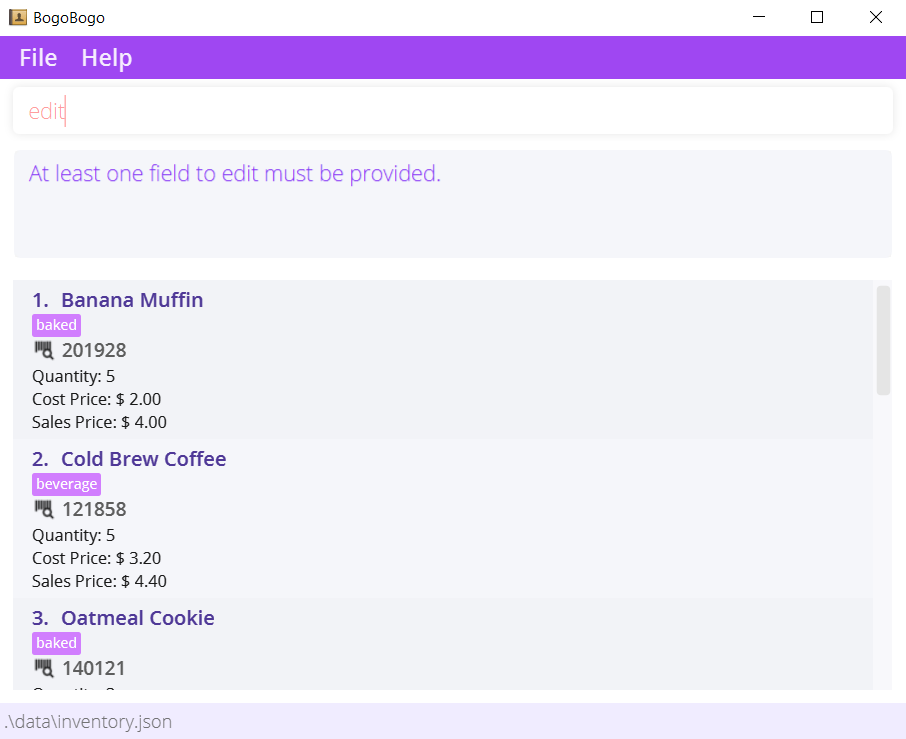 BogoBogo
File Help
edit
At least one field to edit must be provided.
1. Banana Muffin
baked
201928
Quantity: 5
Cost Price: $ 2.00
Sales Price: $ 4.00
2. Cold Brew Coffee
beverage
121858
Quantity: 5
Cost Price: $ 3.20
Sales Price: $ 4.40
3. Oatmeal Cookie
baked
140121
.\data\inventory.json